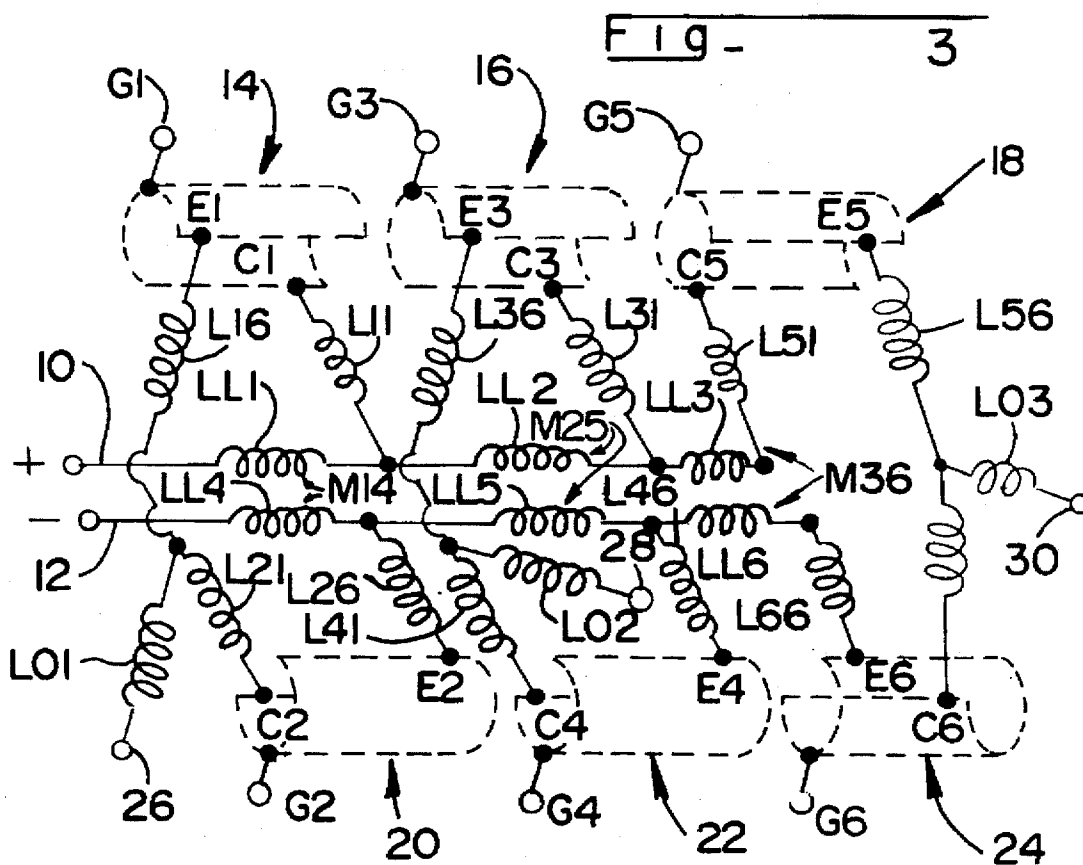 Fig- 3
G1 14 G3 16 G5 18
E1 E3 E5
C1 C3 C5
L16 L11 L36 L31 L51 L56
10 LL1 LL2 LL3 L03
M25
+ LL4 M14 LL5 L46 M36
-
12 L21 L26 28 LL6 L66 30
L41 L02
L01
E2 E4 E6
C2 C4 C6
26 G2 20 G4 22 G6 24